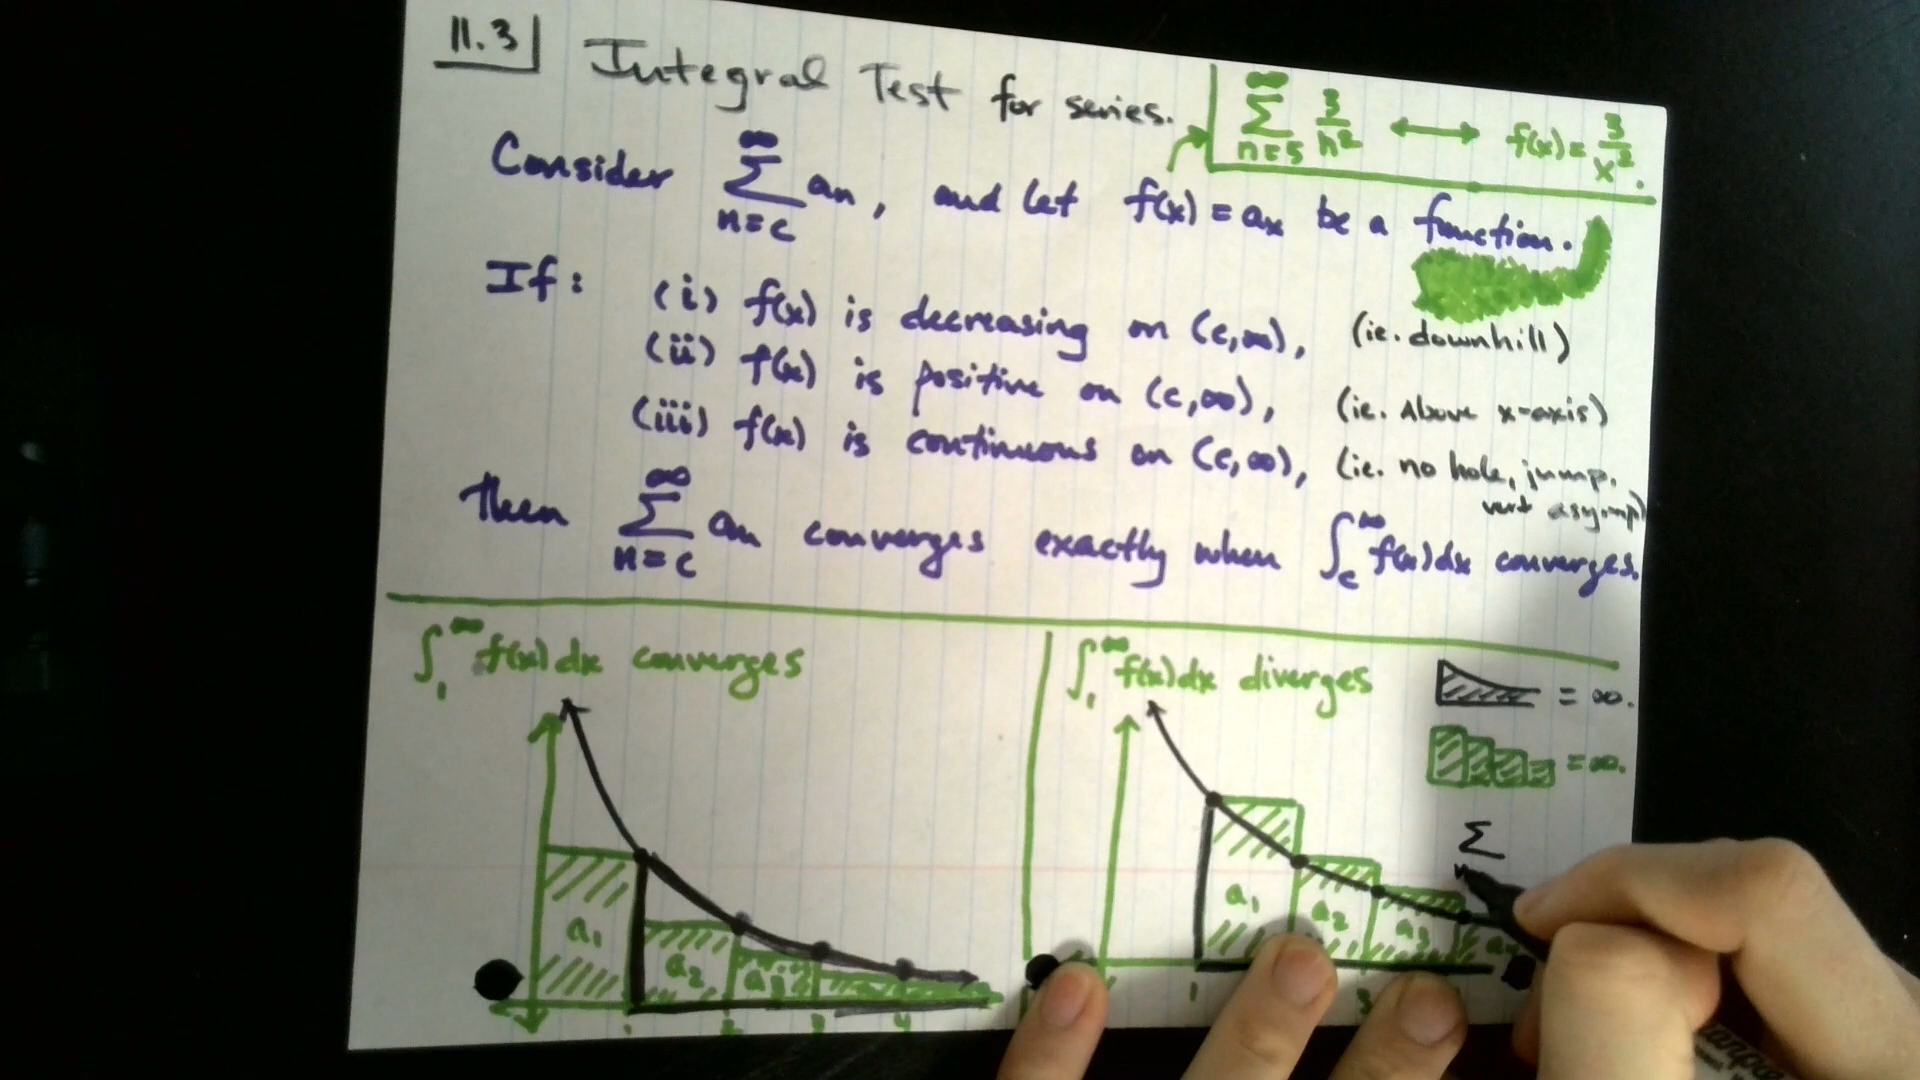 11.3 Integral Test for series.
∞ ∑ n=5 3/n² ⟷ f(x) = 3/x².
Consider ∞ ∑ n=c an, and let f(x) = ax be a function.
If: (i) f(x) is decreasing on (c,∞), (ie. downhill)
(ii) f(x) is positive on (c,∞), (ie. Above x-axis)
(iii) f(x) is continuous on (c,∞), (ie. no hole, jump,
vert asymp)
Then ∞ ∑ n=c an converges exactly when ∫c^∞ f(x)dx converges.
∫1^∞ f(x)dx converges
a1 a2 a3
1 2 3 4
∫1^∞ f(x)dx diverges
= ∞.
= ∞.
∑
a1 a2 a3
1 3